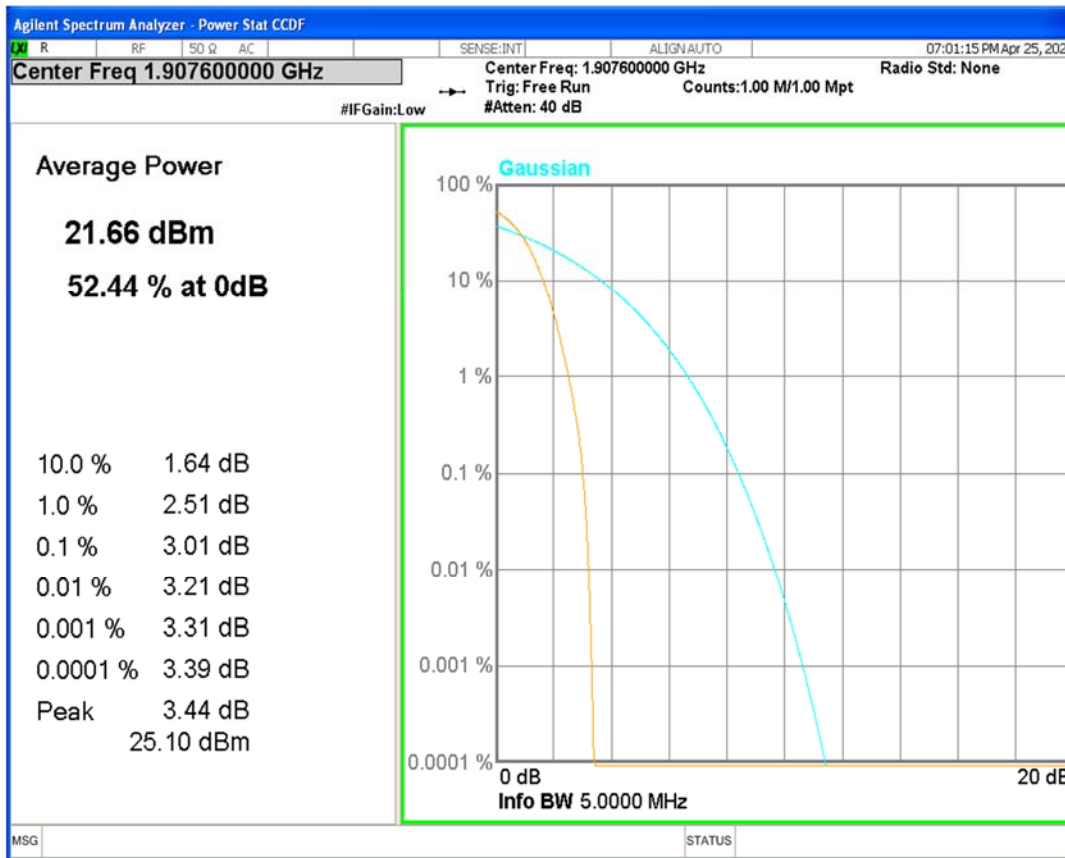 Agilent Spectrum Analyzer - Power Stat CCDF
LXI R RF 50 Ω AC SENSE:INT ALIGN AUTO 07:01:15 PM Apr 25, 202
Center Freq 1.907600000 GHz
Center Freq: 1.907600000 GHz Radio Std: None
Trig: Free Run Counts:1.00 M/1.00 Mpt
#IFGain:Low #Atten: 40 dB
Average Power
21.66 dBm
52.44 % at 0dB
10.0 % 1.64 dB
1.0 % 2.51 dB
0.1 % 3.01 dB
0.01 % 3.21 dB
0.001 % 3.31 dB
0.0001 % 3.39 dB
Peak 3.44 dB
25.10 dBm
Gaussian
100 %
10 %
1 %
0.1 %
0.01 %
0.001 %
0.0001 %
0 dB 20 dB
Info BW 5.0000 MHz
MSG STATUS